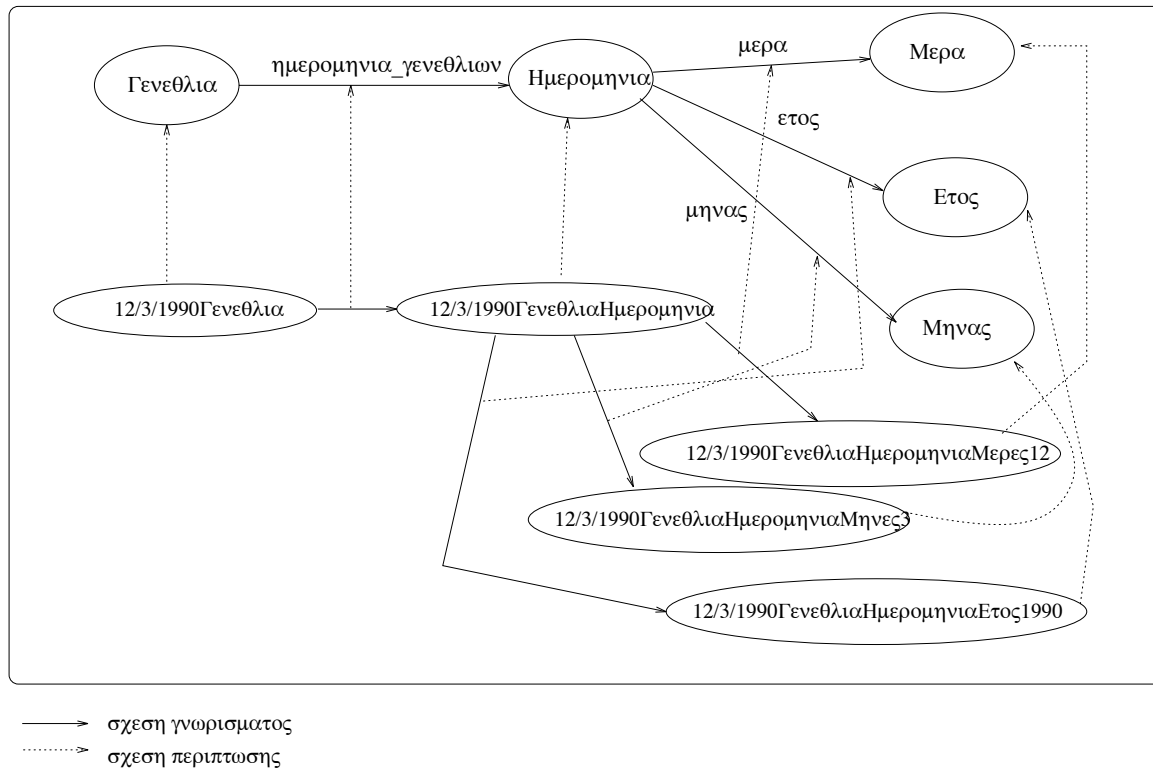 μερα
Μερα
Γενεθλια
ημερομηνια_γενεθλιων
Ημερομηνια
ετος
Ετος
μηνας
12/3/1990Γενεθλια
12/3/1990ΓενεθλιαΗμερομηνια
Μηνας
12/3/1990ΓενεθλιαΗμερομηνιαΜερες12
12/3/1990ΓενεθλιαΗμερομηνιαΜηνες3
12/3/1990ΓενεθλιαΗμερομηνιαΕτος1990
σχεση γνωρισματος
σχεση περιπτωσης